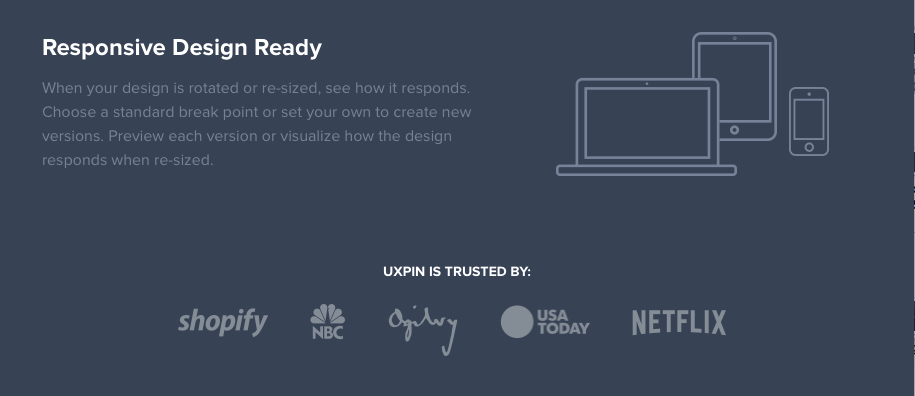 Responsive Design Ready
When your design is rotated or re-sized, see how it responds.
Choose a standard break point or set your own to create new
versions. Preview each version or visualize how the design
responds when re-sized.
UXPIN IS TRUSTED BY:
shopify
NBC
Ogilvy
USA
TODAY
NETFLIX